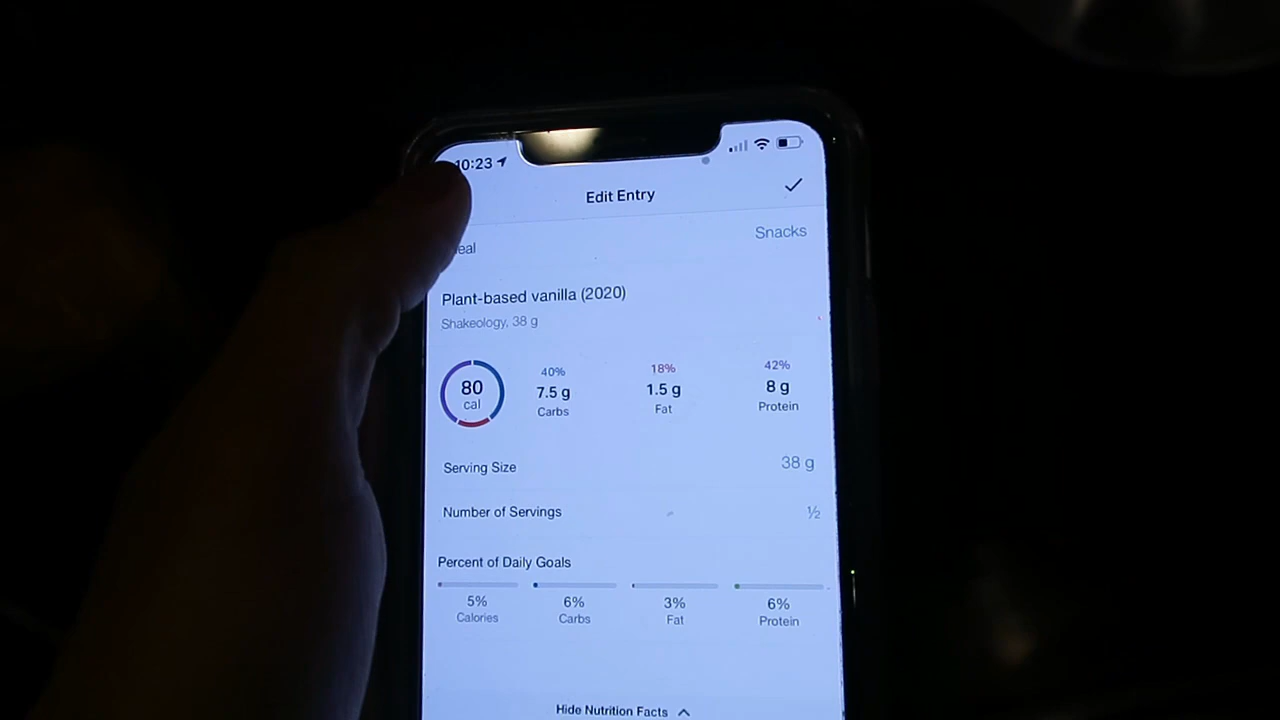 10:23
Edit Entry
eal
Snacks
Plant-based vanilla (2020)
Shakeology, 38 g
80
cal
40%
7.5 g
Carbs
18%
1.5 g
Fat
42%
8 g
Protein
Serving Size
38 g
Number of Servings
½
Percent of Daily Goals
5%
Calories
6%
Carbs
3%
Fat
6%
Protein
Hide Nutrition Facts